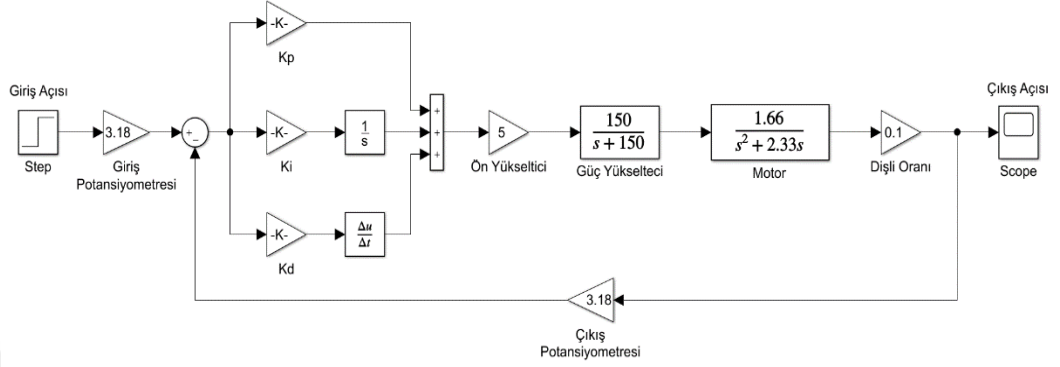 -K-
Kp
Giriş Açısı
Step
3.18
Giriş
Potansiyometresi
+
−
-K-
Ki
1
s
-K-
Kd
Δu
Δt
+
+
+
5
Ön Yükseltici
150
s + 150
Güç Yükselteci
1.66
s² + 2.33s
Motor
0.1
Dişli Oranı
Çıkış Açısı
Scope
3.18
Çıkış
Potansiyometresi